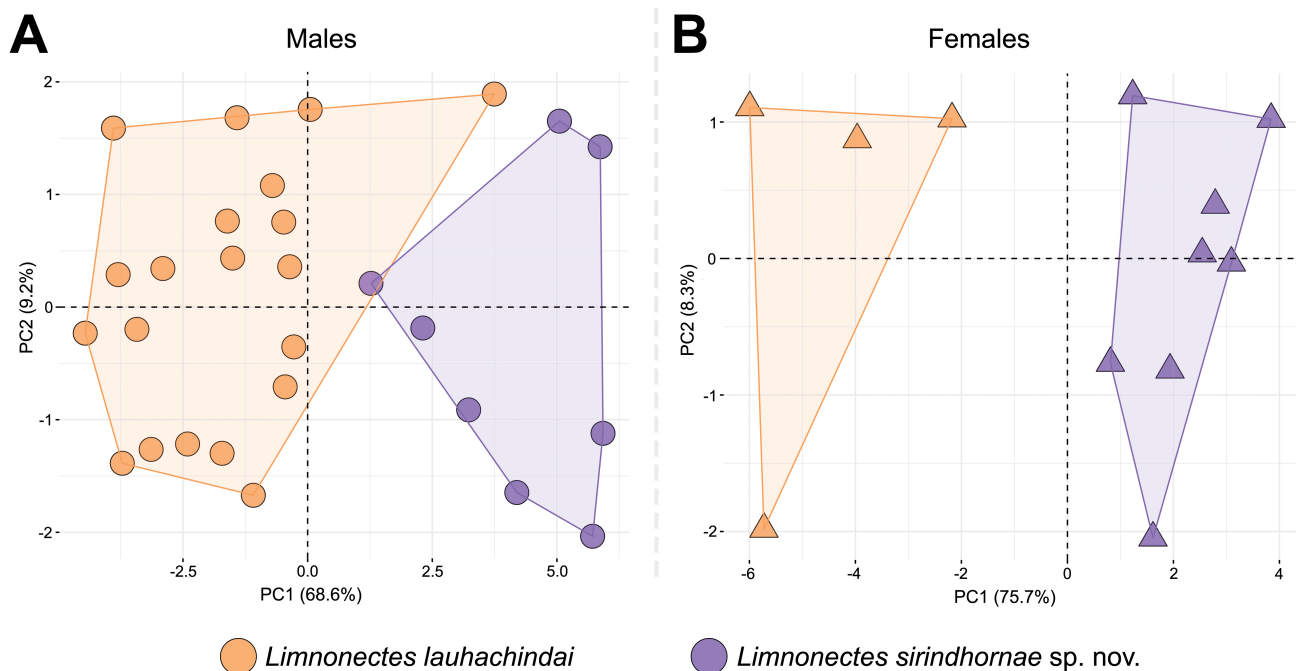 A
Males
2
1
0
-1
-2
PC2 (9.2%)
-2.5
0.0
2.5
5.0
PC1 (68.6%)
B
Females
1
0
-1
-2
PC2 (8.3%)
-6
-4
-2
0
2
4
PC1 (75.7%)
Limnonectes lauhachindai
Limnonectes sirindhornae sp. nov.